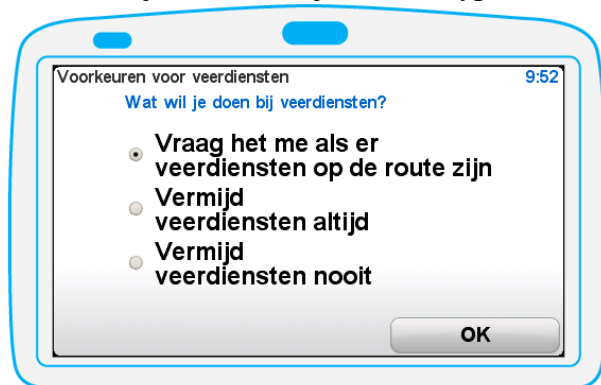 Voorkeuren voor veerdiensten 9:52
Wat wil je doen bij veerdiensten?
Vraag het me als er
veerdiensten op de route zijn
Vermijd
veerdiensten altijd
Vermijd
veerdiensten nooit
OK